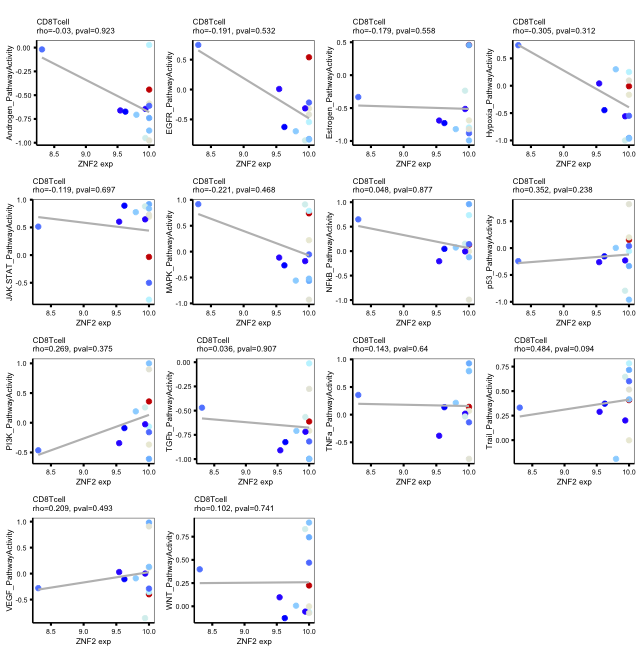 CD8Tcell
rho=-0.03, pval=0.923
Androgen_PathwayActivity
0.00
-0.25
-0.50
-0.75
-1.00
8.5 9.0 9.5 10.0
ZNF2 exp
CD8Tcell
rho=-0.191, pval=0.532
EGFR_PathwayActivity
0.5
0.0
-0.5
8.5 9.0 9.5 10.0
ZNF2 exp
CD8Tcell
rho=-0.179, pval=0.558
Estrogen_PathwayActivity
0.5
0.0
-0.5
-1.0
8.5 9.0 9.5 10.0
ZNF2 exp
CD8Tcell
rho=-0.305, pval=0.312
Hypoxia_PathwayActivity
0.5
0.0
-0.5
-1.0
8.5 9.0 9.5 10.0
ZNF2 exp
CD8Tcell
rho=-0.119, pval=0.697
JAK-STAT_PathwayActivity
1.0
0.5
0.0
-0.5
8.5 9.0 9.5 10.0
ZNF2 exp
CD8Tcell
rho=-0.221, pval=0.468
MAPK_PathwayActivity
0.5
0.0
-0.5
-1.0
8.5 9.0 9.5 10.0
ZNF2 exp
CD8Tcell
rho=0.048, pval=0.877
NFkB_PathwayActivity
1.0
0.5
0.0
-0.5
-1.0
8.5 9.0 9.5 10.0
ZNF2 exp
CD8Tcell
rho=0.352, pval=0.238
p53_PathwayActivity
0.5
0.0
-0.5
-1.0
8.5 9.0 9.5 10.0
ZNF2 exp
CD8Tcell
rho=0.269, pval=0.375
PI3K_PathwayActivity
1.0
0.5
0.0
-0.5
8.5 9.0 9.5 10.0
ZNF2 exp
CD8Tcell
rho=0.036, pval=0.907
TGFb_PathwayActivity
0.00
-0.25
-0.50
-0.75
-1.00
8.5 9.0 9.5 10.0
ZNF2 exp
CD8Tcell
rho=0.143, pval=0.64
TNFa_PathwayActivity
1.0
0.5
0.0
-0.5
8.5 9.0 9.5 10.0
ZNF2 exp
CD8Tcell
rho=0.484, pval=0.094
Trail_PathwayActivity
0.75
0.50
0.25
0.00
8.5 9.0 9.5 10.0
ZNF2 exp
CD8Tcell
rho=0.209, pval=0.493
VEGF_PathwayActivity
1.0
0.5
0.0
-0.5
8.5 9.0 9.5 10.0
ZNF2 exp
CD8Tcell
rho=0.102, pval=0.741
WNT_PathwayActivity
0.75
0.50
0.25
0.00
8.5 9.0 9.5 10.0
ZNF2 exp